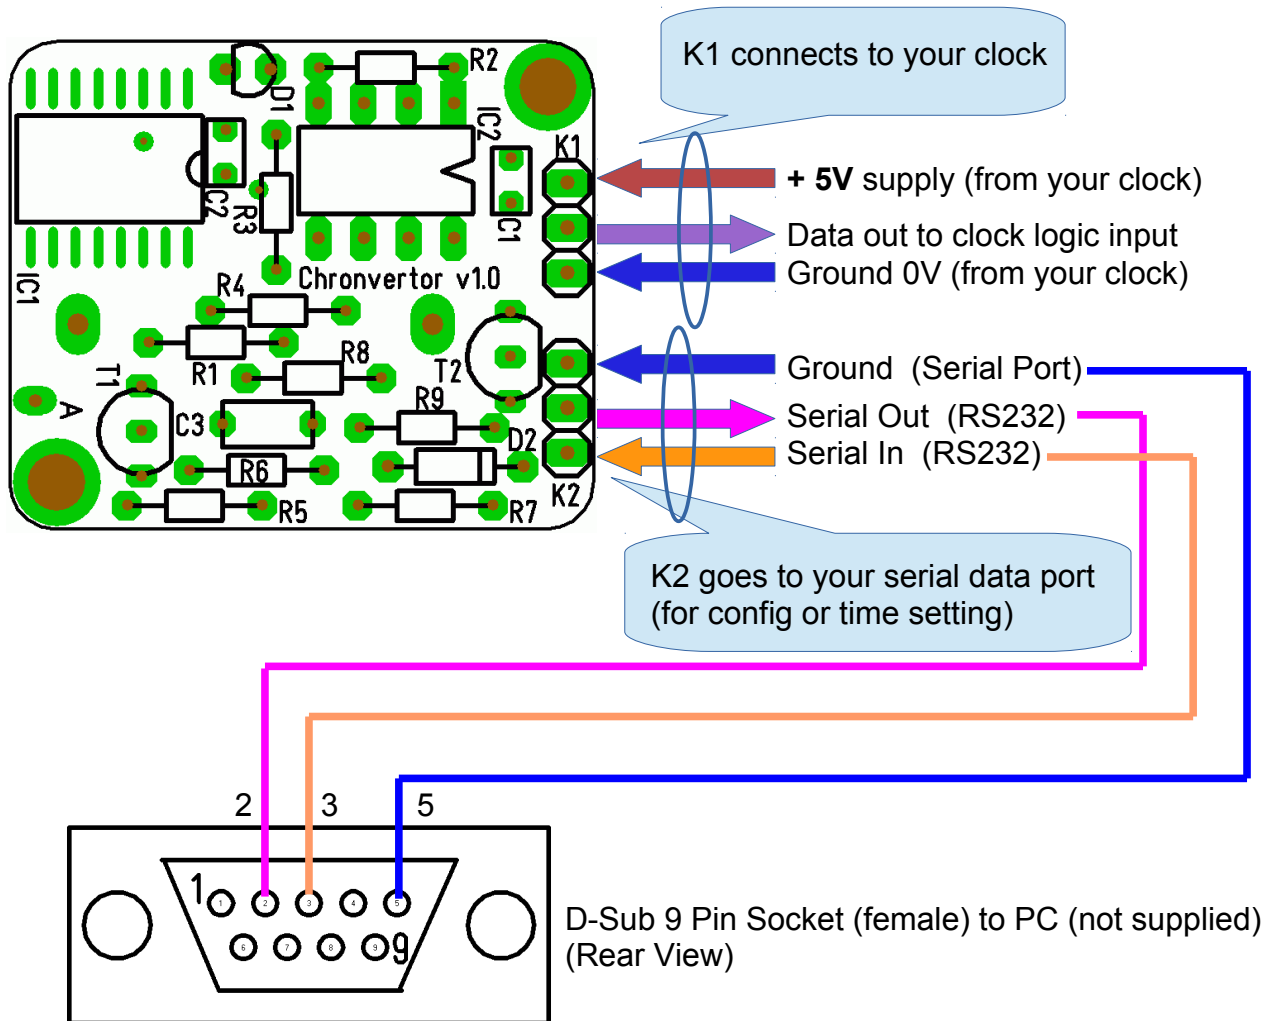 K1 connects to your clock
R2
D1
IC2
K1
C2
R3
C1
IC1
Chronvertor v1.0
+ 5V supply (from your clock)
Data out to clock logic input
Ground 0V (from your clock)
R4
R1
R8
T2
T1
A
C3
R9
D2
R6
R5
R7
K2
Ground (Serial Port)
Serial Out (RS232)
Serial In (RS232)
K2 goes to your serial data port
(for config or time setting)
2 3 5
1
1 2 3 4 5
6 7 8 9
9
D-Sub 9 Pin Socket (female) to PC (not supplied)
(Rear View)